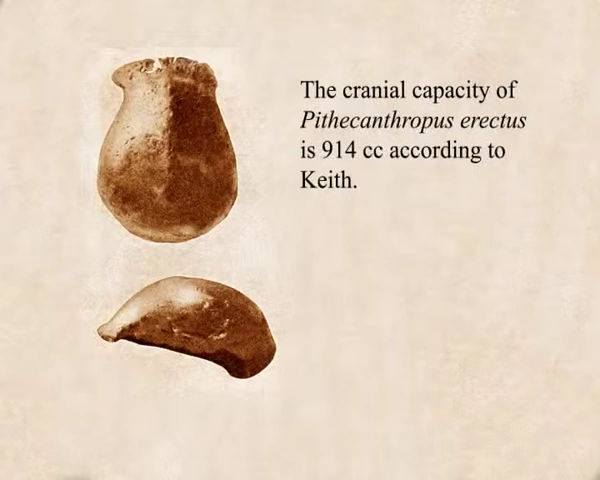 The cranial capacity of
Pithecanthropus erectus
is 914 cc according to
Keith.